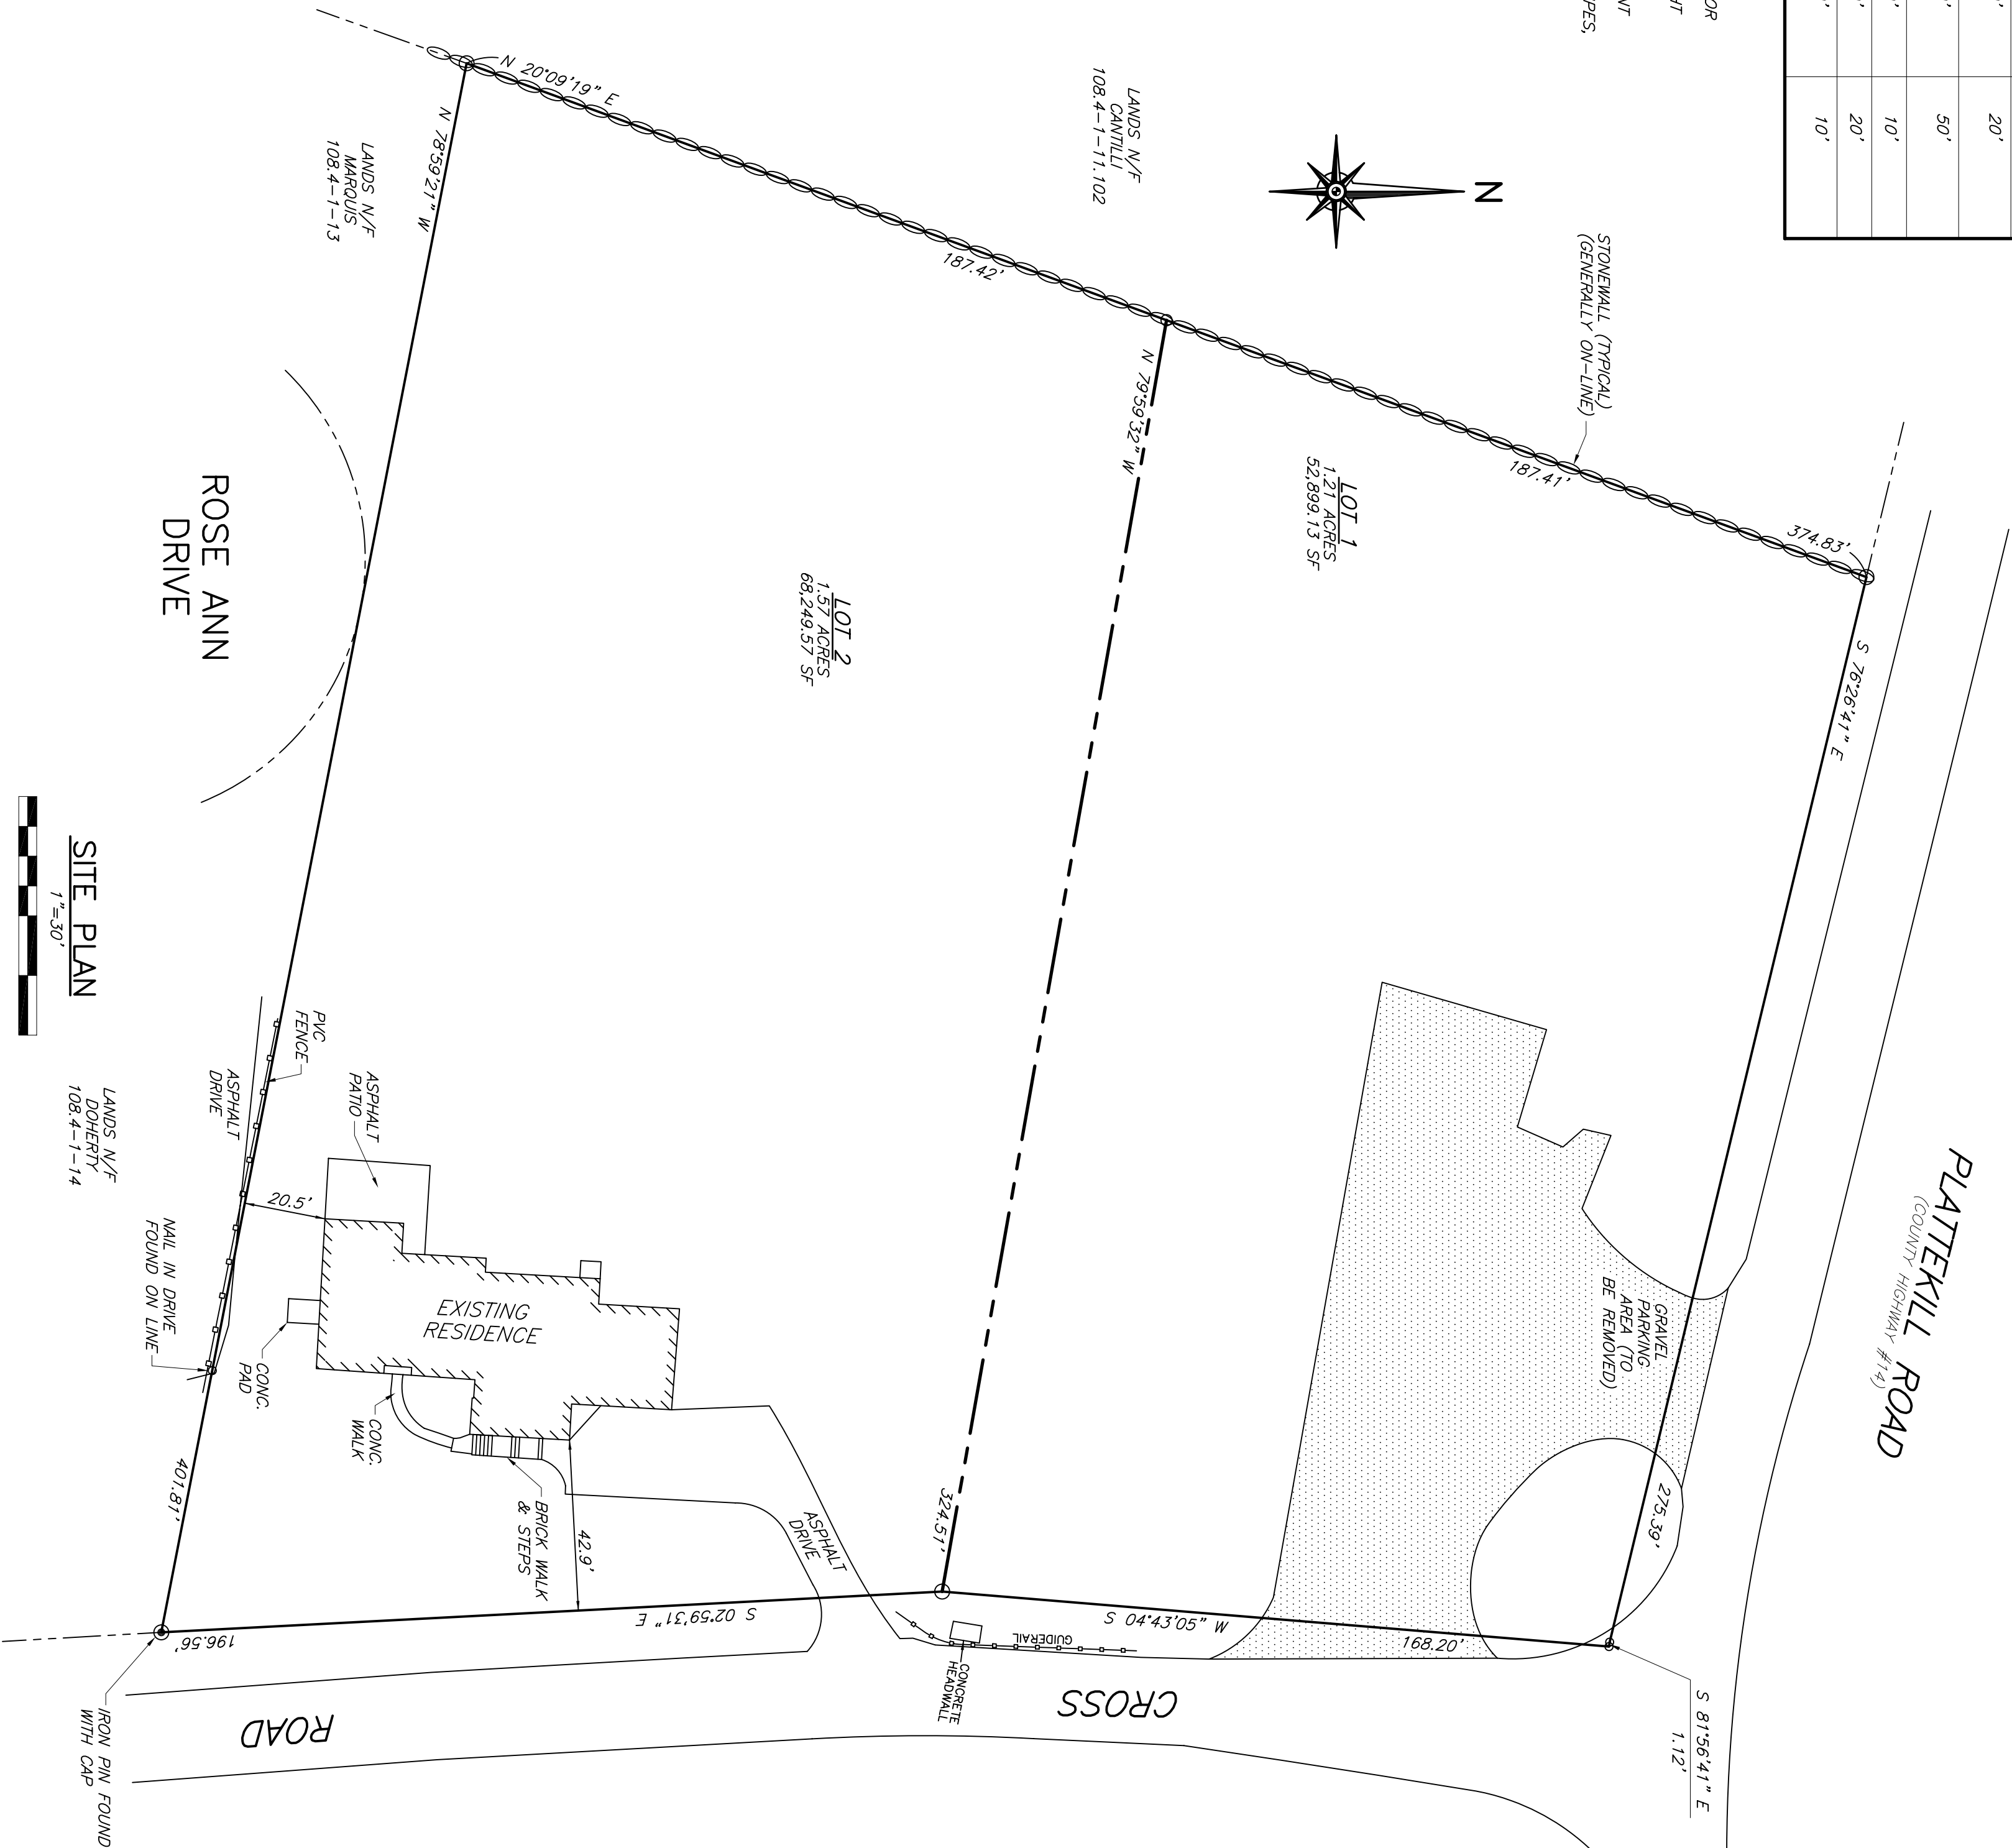 20'
50'
10'
20'
10'
OR
HT
NT
PES,
N
STONEWALL (TYPICAL)
(GENERALLY ON-LINE)
LANDS N/F
CANTILLI
108.4-1-11.102
N 20°09'19" E
187.42'
187.41'
374.83'
S 76°26'41" E
275.39'
PLATTEKILL ROAD
(COUNTY HIGHWAY #14)
LOT 1
1.21 ACRES
52,899.13 SF
GRAVEL
PARKING
AREA (TO
BE REMOVED)
S 81°56'41" E
1.12'
N 79°59'32" W
324.51'
S 04°43'05" W
168.20'
GUIDERAIL
CONCRETE
HEADWALL
CROSS
ROAD
LOT 2
1.57 ACRES
68,249.57 SF
ASPHALT
DRIVE
S 02°59'31" E
196.56'
42.9'
BRICK WALK
& STEPS
CONC.
WALK
EXISTING
RESIDENCE
CONC.
PAD
ASPHALT
PATIO
20.5'
PVC
FENCE
ASPHALT
DRIVE
NAIL IN DRIVE
FOUND ON LINE
N 78°59'21" W
401.81'
IRON PIN FOUND
WITH CAP
LANDS N/F
MARQUIS
108.4-1-13
ROSE ANN
DRIVE
LANDS N/F
DOHERTY
108.4-1-14
SITE PLAN
1"=30'